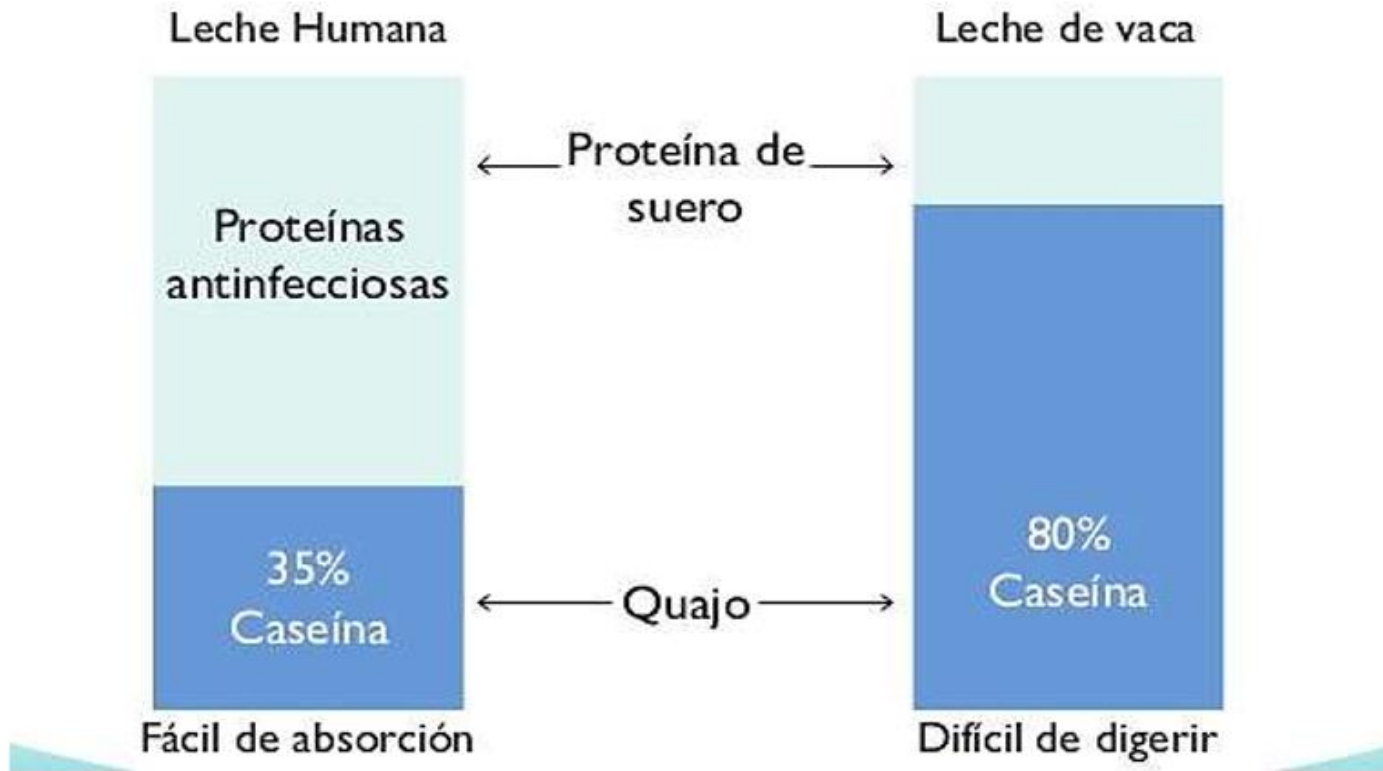 Leche Humana
Leche de vaca
Proteínas
antinfecciosas
Proteína de
suero
35%
Caseína
Quajo
80%
Caseína
Fácil de absorción
Difícil de digerir